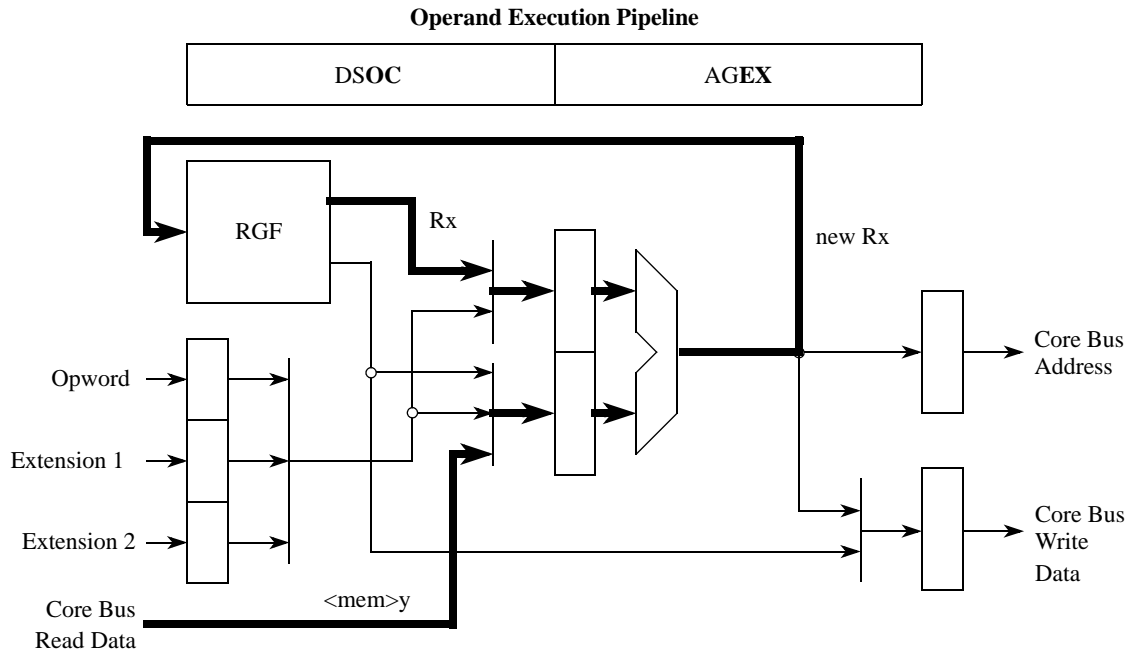 Operand Execution Pipeline
DSOC
AGEX
RGF
Rx
new Rx
Opword
Extension 1
Extension 2
Core Bus
Read Data
<mem>y
Core Bus
Address
Core Bus
Write
Data